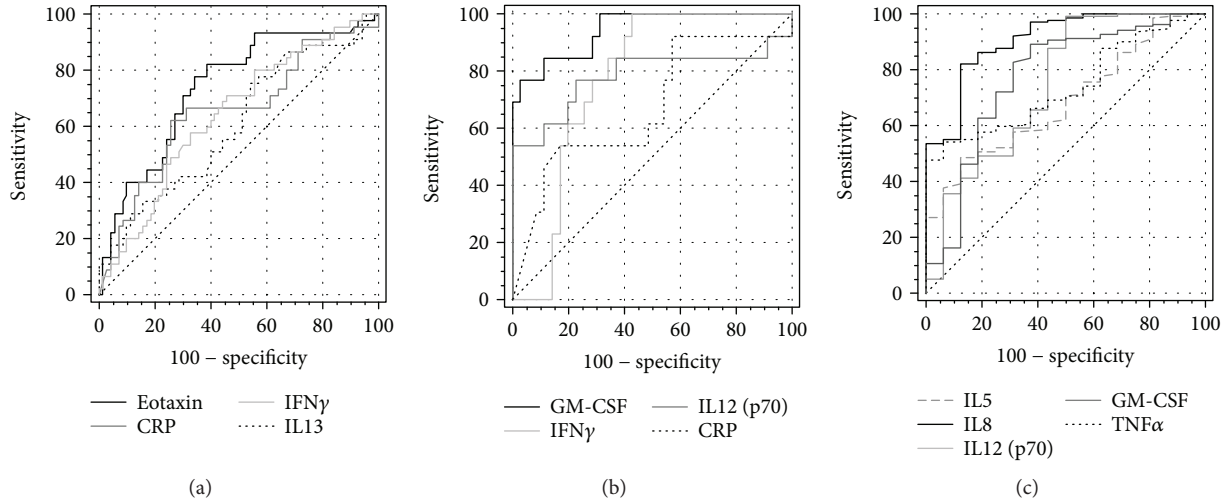 Sensitivity
100
80
60
40
20
0
0 20 40 60 80 100
100 − specificity
Eotaxin
CRP
IFNγ
IL13
(a)
Sensitivity
100
80
60
40
20
0
0 20 40 60 80 100
100 − specificity
GM-CSF
IFNγ
IL12 (p70)
CRP
(b)
Sensitivity
100
80
60
40
20
0
0 20 40 60 80 100
100 − specificity
IL5
IL8
IL12 (p70)
GM-CSF
TNFα
(c)